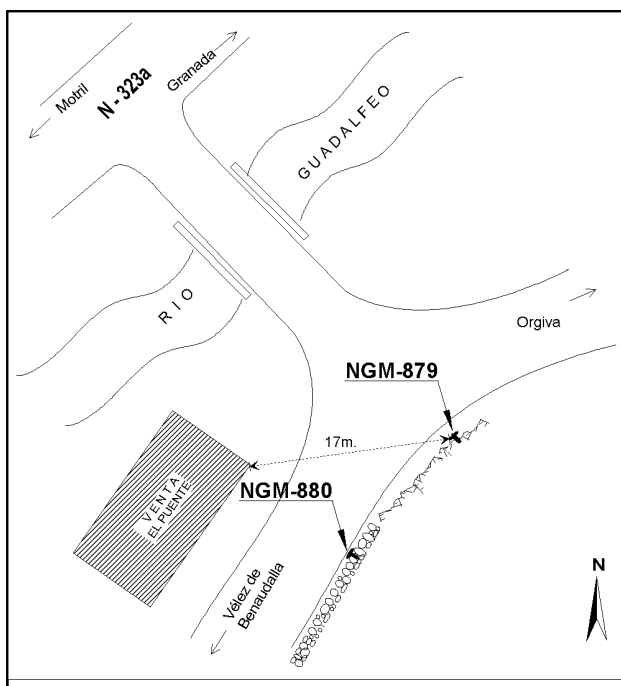 Motril
N - 323a
Granada
GUADALFEO
RIO
Orgiva
NGM-879
17m.
VENTA
EL PUENTE
NGM-880
Vélez de
Benaudalla
N